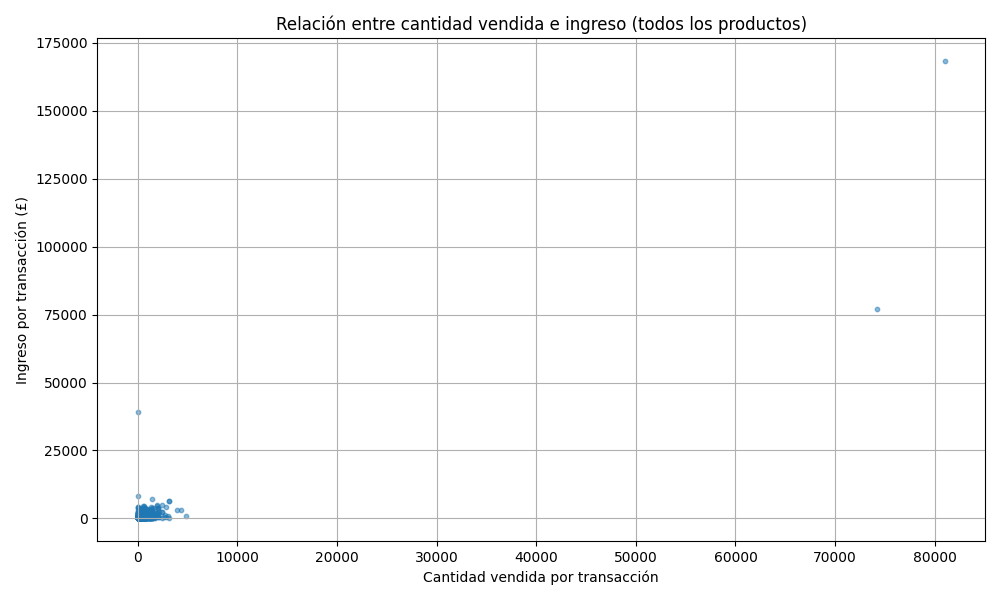 Relación entre cantidad vendida e ingreso (todos los productos)
175000
150000
125000
100000
75000
50000
25000
0
Ingreso por transacción (£)
0 10000 20000 30000 40000 50000 60000 70000 80000
Cantidad vendida por transacción